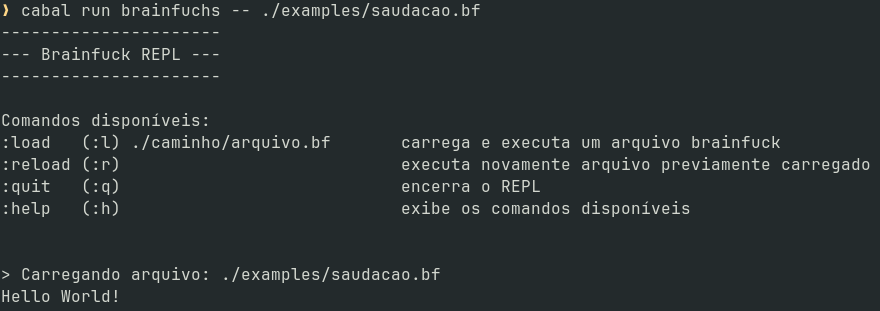 ❯ cabal run brainfuchs -- ./examples/saudacao.bf
----------------------
--- Brainfuck REPL ---
----------------------
Comandos disponíveis:
:load   (:l) ./caminho/arquivo.bf       carrega e executa um arquivo brainfuck
:reload (:r)                            executa novamente arquivo previamente carregado
:quit   (:q)                            encerra o REPL
:help   (:h)                            exibe os comandos disponíveis
> Carregando arquivo: ./examples/saudacao.bf
Hello World!